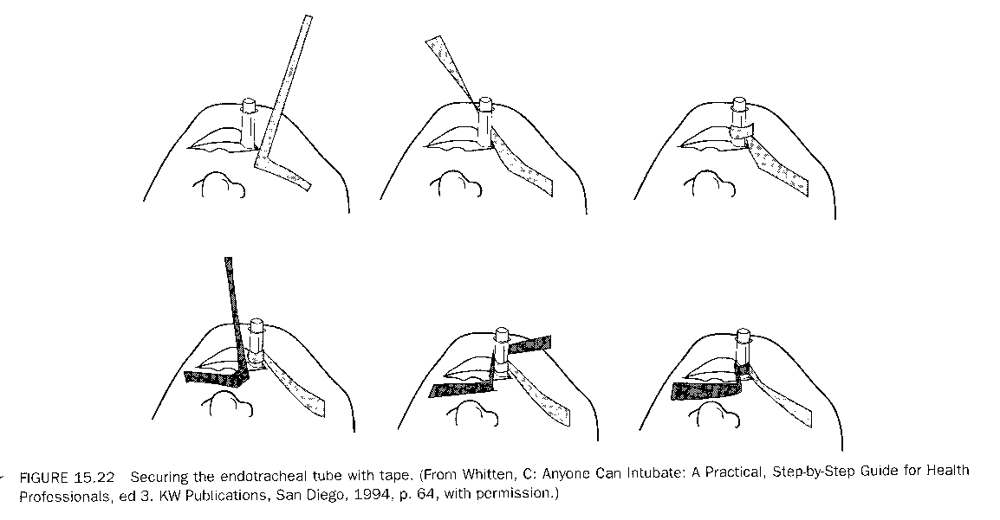 FIGURE 15.22 Securing the endotracheal tube with tape. (From Whitten, C: Anyone Can Intubate: A Practical, Step-by-Step Guide for Health
Professionals, ed 3. KW Publications, San Diego, 1994, p. 64, with permission.)